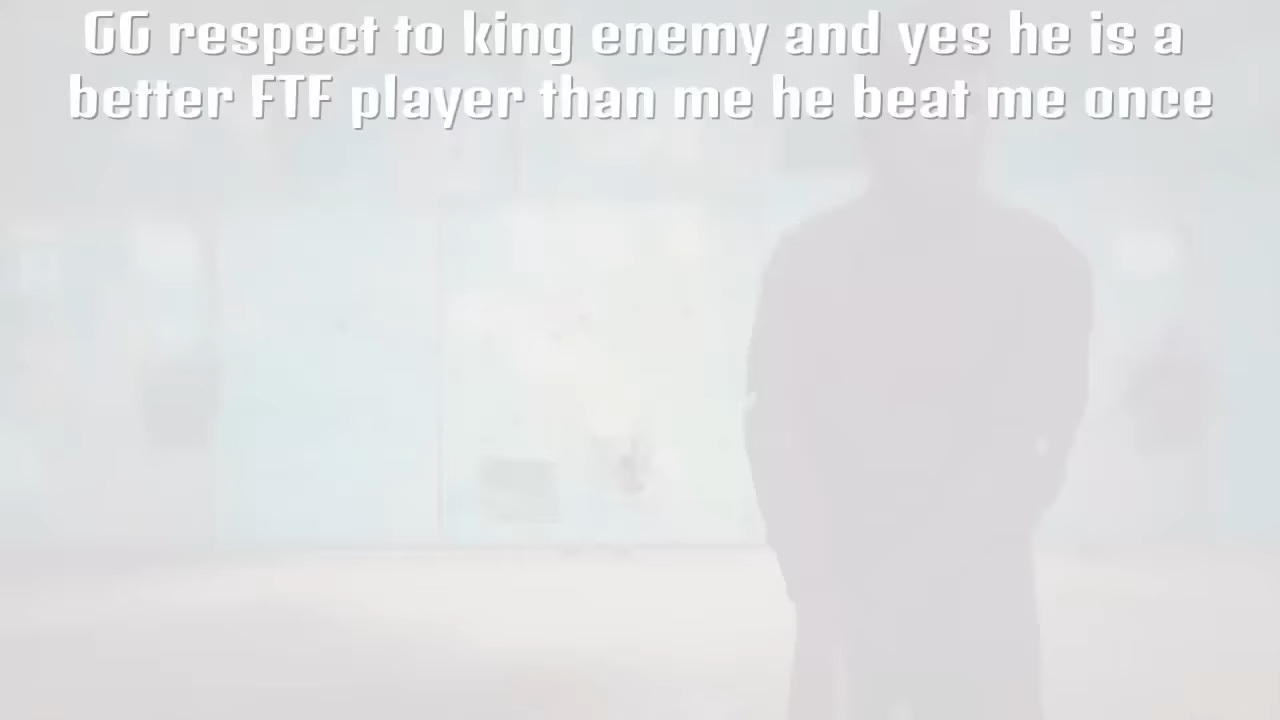 GG respect to king enemy and yes he is a
better FTF player than me he beat me once